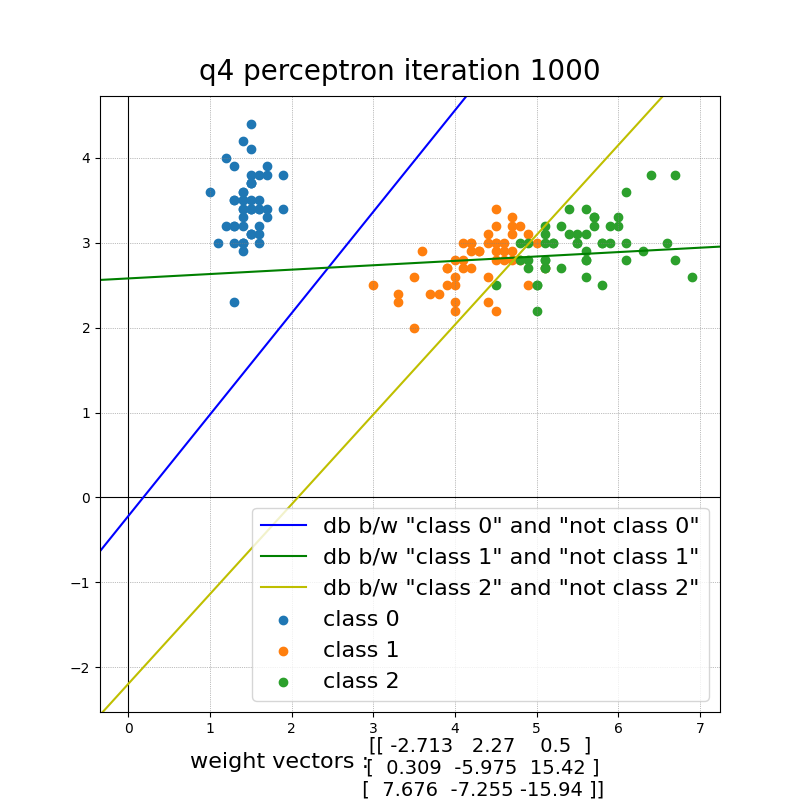 q4 perceptron iteration 1000
4
3
2
1
0
−1
−2
db b/w "class 0" and "not class 0"
db b/w "class 1" and "not class 1"
db b/w "class 2" and "not class 2"
class 0
class 1
class 2
0 1 2 3 4 5 6 7
weight vectors :
[[ -2.713 2.27 0.5 ]
[ 0.309 -5.975 15.42 ]
[ 7.676 -7.255 -15.94 ]]